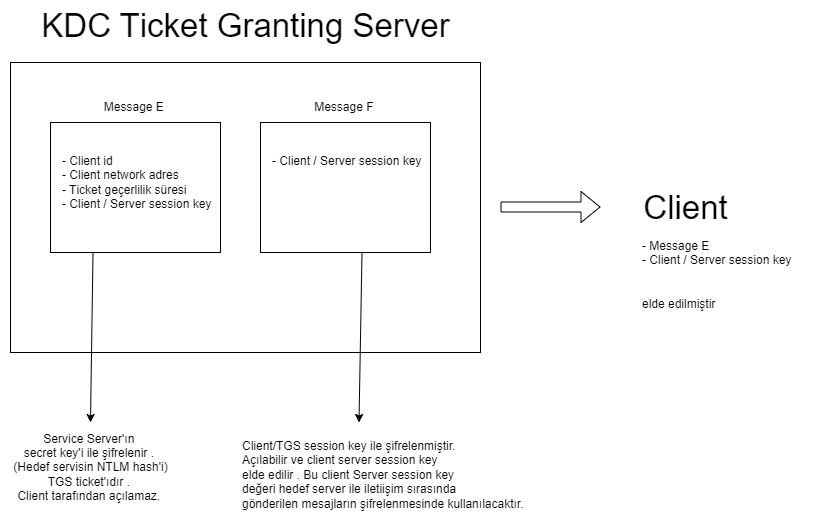 KDC Ticket Granting Server
Message E
- Client id
- Client network adres
- Ticket geçerlilik süresi
- Client / Server session key
Message F
- Client / Server session key
Client
- Message E
- Client / Server session key
elde edilmiştir
Service Server'ın
secret key'i ile şifrelenir .
(Hedef servisin NTLM hash'i)
TGS ticket'ıdır .
Client tarafından açılamaz.
Client/TGS session key ile şifrelenmiştir.
Açılabilir ve client server session key
elde edilir . Bu client Server session key
değeri hedef server ile iletiişim sırasında
gönderilen mesajların şifrelenmesinde kullanılacaktır.